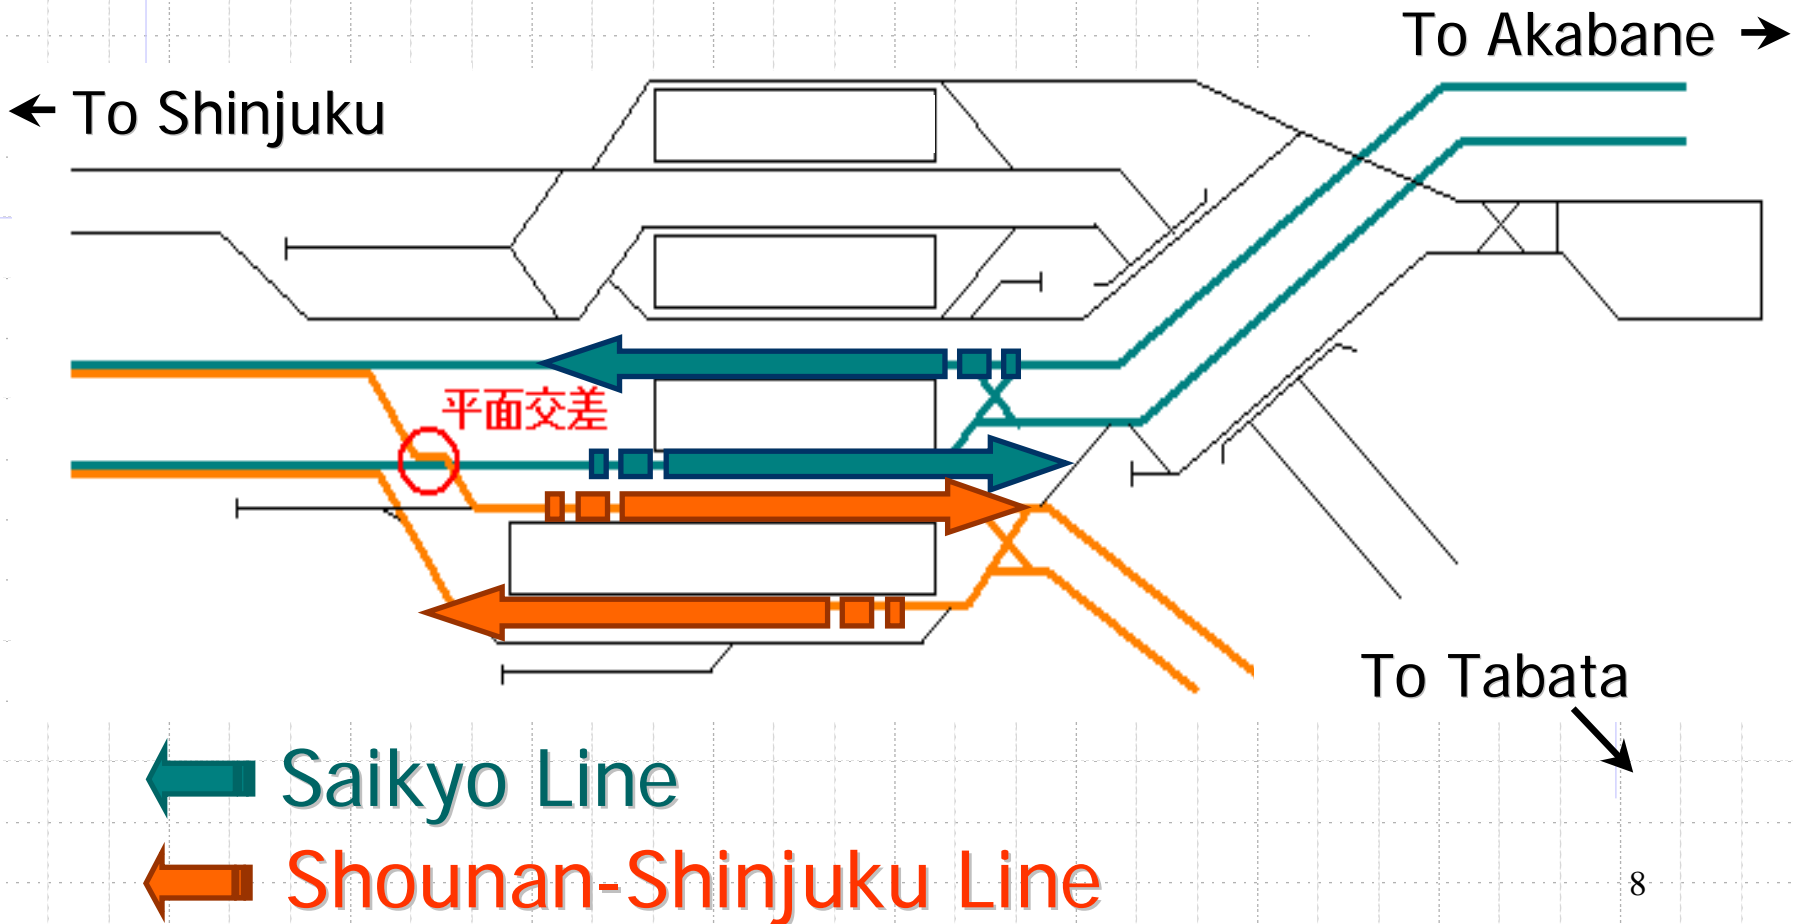 To Akabane
To Shinjuku
平面交差
To Tabata
Saikyo Line
Shounan-Shinjuku Line
8